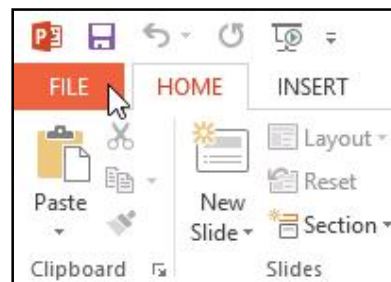 FILE HOME INSERT
Paste
New
Slide
Layout
Reset
Section
Clipboard Slides